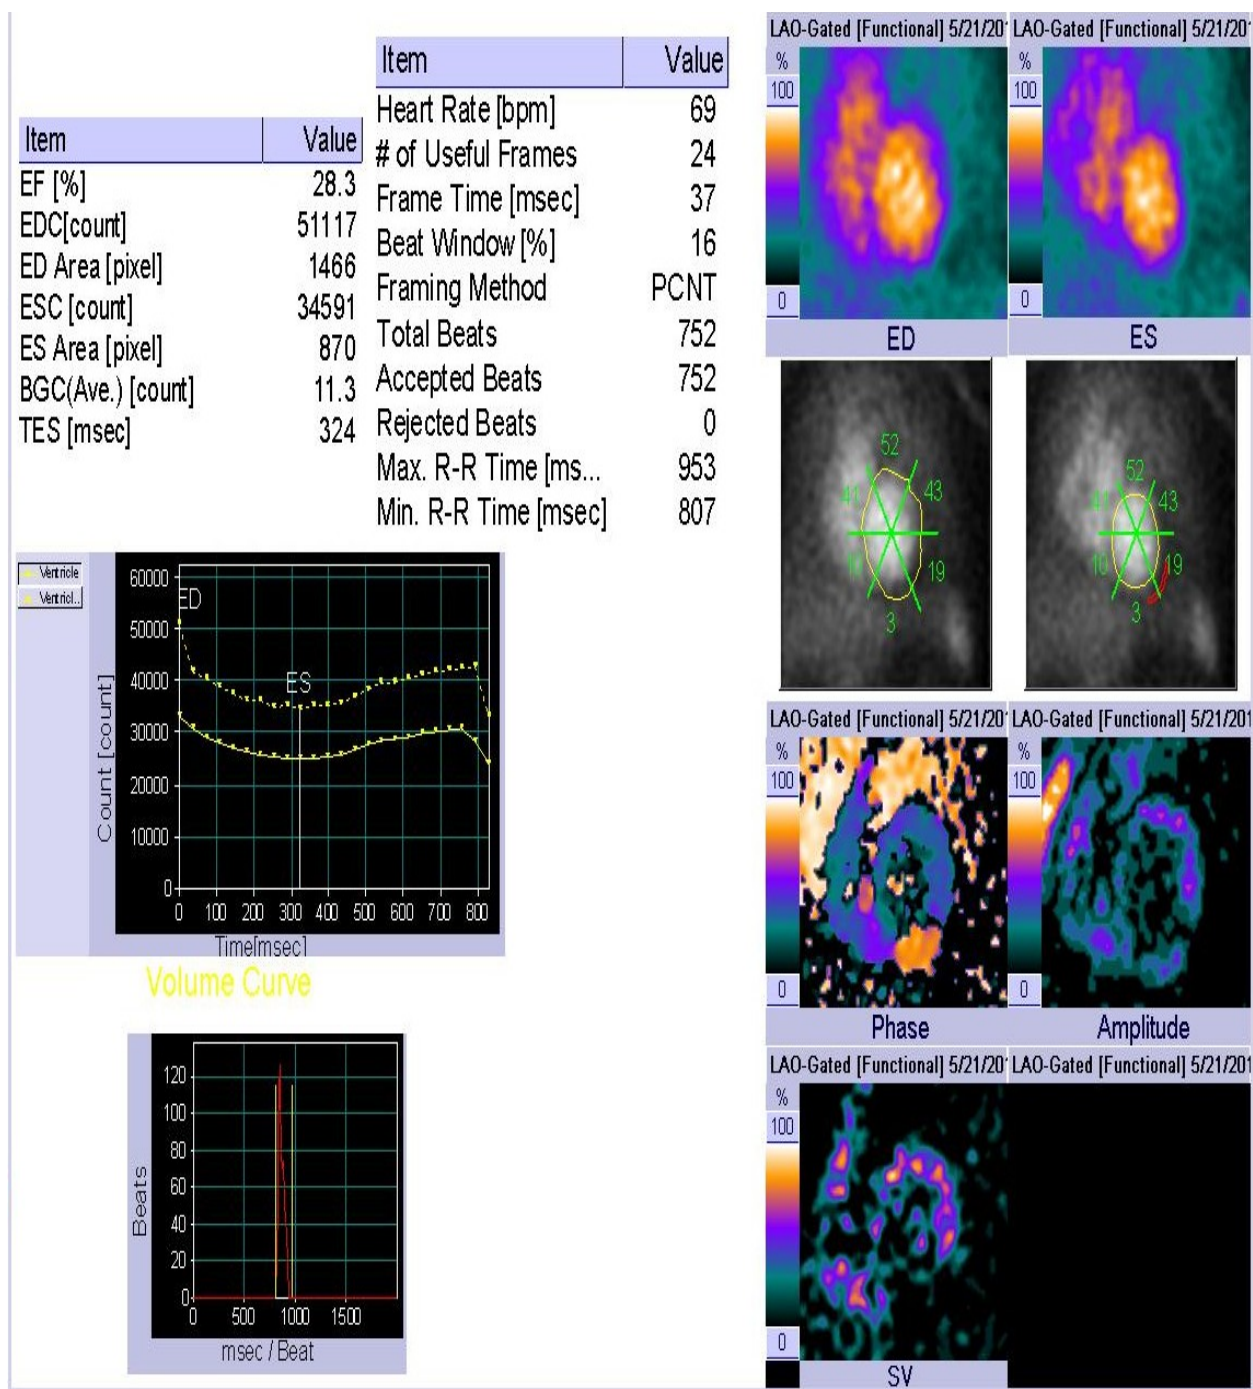 Item Value
EF [%] 28.3
EDC[count] 51117
ED Area [pixel] 1466
ESC [count] 34591
ES Area [pixel] 870
BGC(Ave.) [count] 11.3
TES [msec] 324
Item Value
Heart Rate [bpm] 69
# of Useful Frames 24
Frame Time [msec] 37
Beat Window [%] 16
Framing Method PCNT
Total Beats 752
Accepted Beats 752
Rejected Beats 0
Max. R-R Time [ms... 953
Min. R-R Time [msec] 807
Ventricle
Ventricl..
Count [count]
60000
50000
40000
30000
20000
10000
0
ED
ES
0 100 200 300 400 500 600 700 800
Time[msec]
Volume Curve
Beats
120
100
80
60
40
20
0
0 500 1000 1500
msec / Beat
LAO-Gated [Functional] 5/21/201
%
100
0
ED
LAO-Gated [Functional] 5/21/201
%
100
0
ES
52
41 43
10 19
3
52
41 43
10 19
3
LAO-Gated [Functional] 5/21/201
%
100
0
Phase
LAO-Gated [Functional] 5/21/201
%
100
0
Amplitude
LAO-Gated [Functional] 5/21/201
%
100
0
SV
LAO-Gated [Functional] 5/21/201